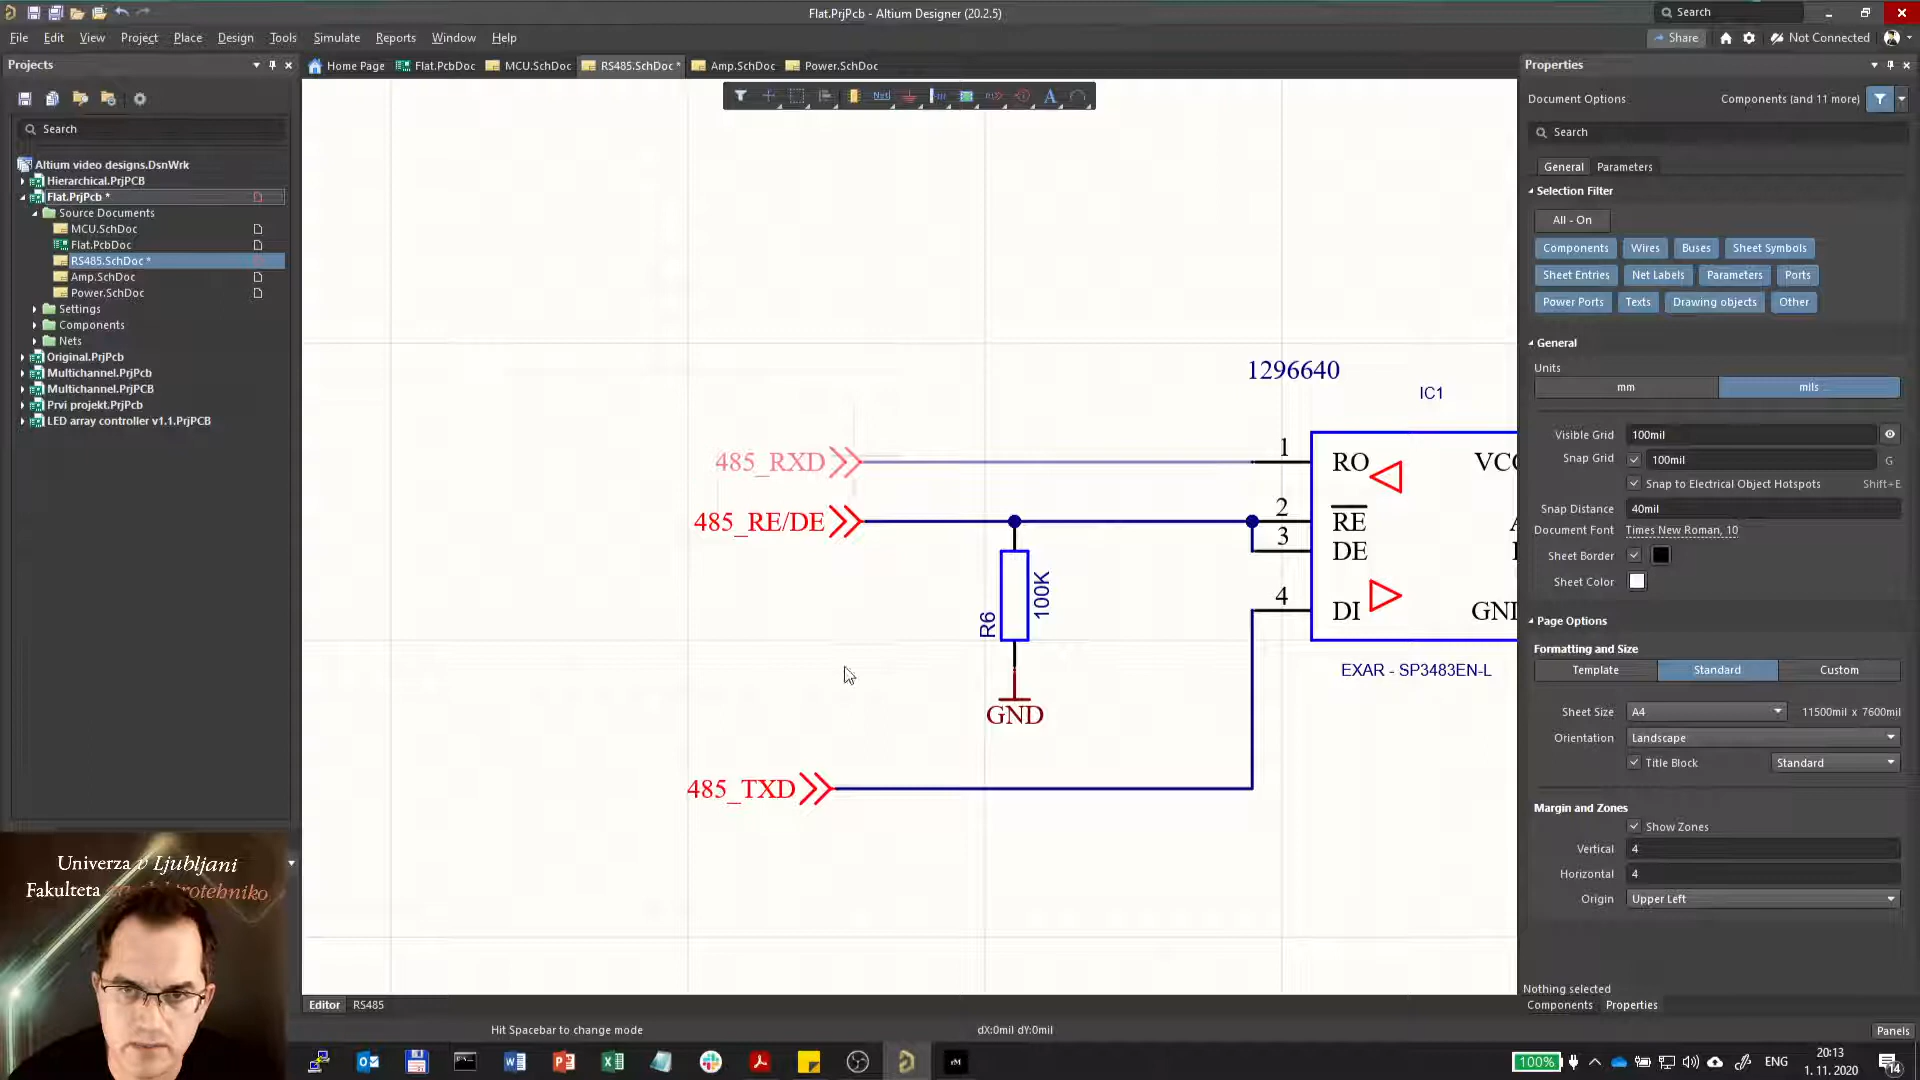 Flat.PrjPcb - Altium Designer (20.2.5)
Search
File Edit View Project Place Design Tools Simulate Reports Window Help
Share
Not Connected
Projects
Home Page
Flat.PcbDoc
MCU.SchDoc
RS485.SchDoc *
Amp.SchDoc
Power.SchDoc
Properties
Document Options
Components (and 11 more)
Search
Search
General Parameters
Altium video designs.DsnWrk
Hierarchical.PrjPCB
Flat.PrjPcb *
Source Documents
MCU.SchDoc
Flat.PcbDoc
RS485.SchDoc *
Amp.SchDoc
Power.SchDoc
Settings
Components
Nets
Original.PrjPcb
Multichannel.PrjPcb
Multichannel.PrjPCB
Prvi projekt.PrjPcb
LED array controller v1.1.PrjPCB
Net
A
1296640
IC1
485_RXD
1
RO
VCC
485_RE/DE
2
RE
3
DE
4
DI
GND
R6
100K
GND
EXAR - SP3483EN-L
485_TXD
Selection Filter
All - On
Components Wires Buses Sheet Symbols
Sheet Entries Net Labels Parameters Ports
Power Ports Texts Drawing objects Other
General
Units
mm mils
Visible Grid 100mil
Snap Grid 100mil G
Snap to Electrical Object Hotspots Shift+E
Snap Distance 40mil
Document Font Times New Roman, 10
Sheet Border
Sheet Color
Page Options
Formatting and Size
Template Standard Custom
Sheet Size A4 11500mil x 7600mil
Orientation Landscape
Title Block Standard
Margin and Zones
Show Zones
Vertical 4
Horizontal 4
Origin Upper Left
Nothing selected
Components Properties
Univerza v Ljubljani
Fakulteta
Editor RS485
Hit Spacebar to change mode
dX:0mil dY:0mil
Panels
100%
ENG
20:13
1. 11. 2020
14